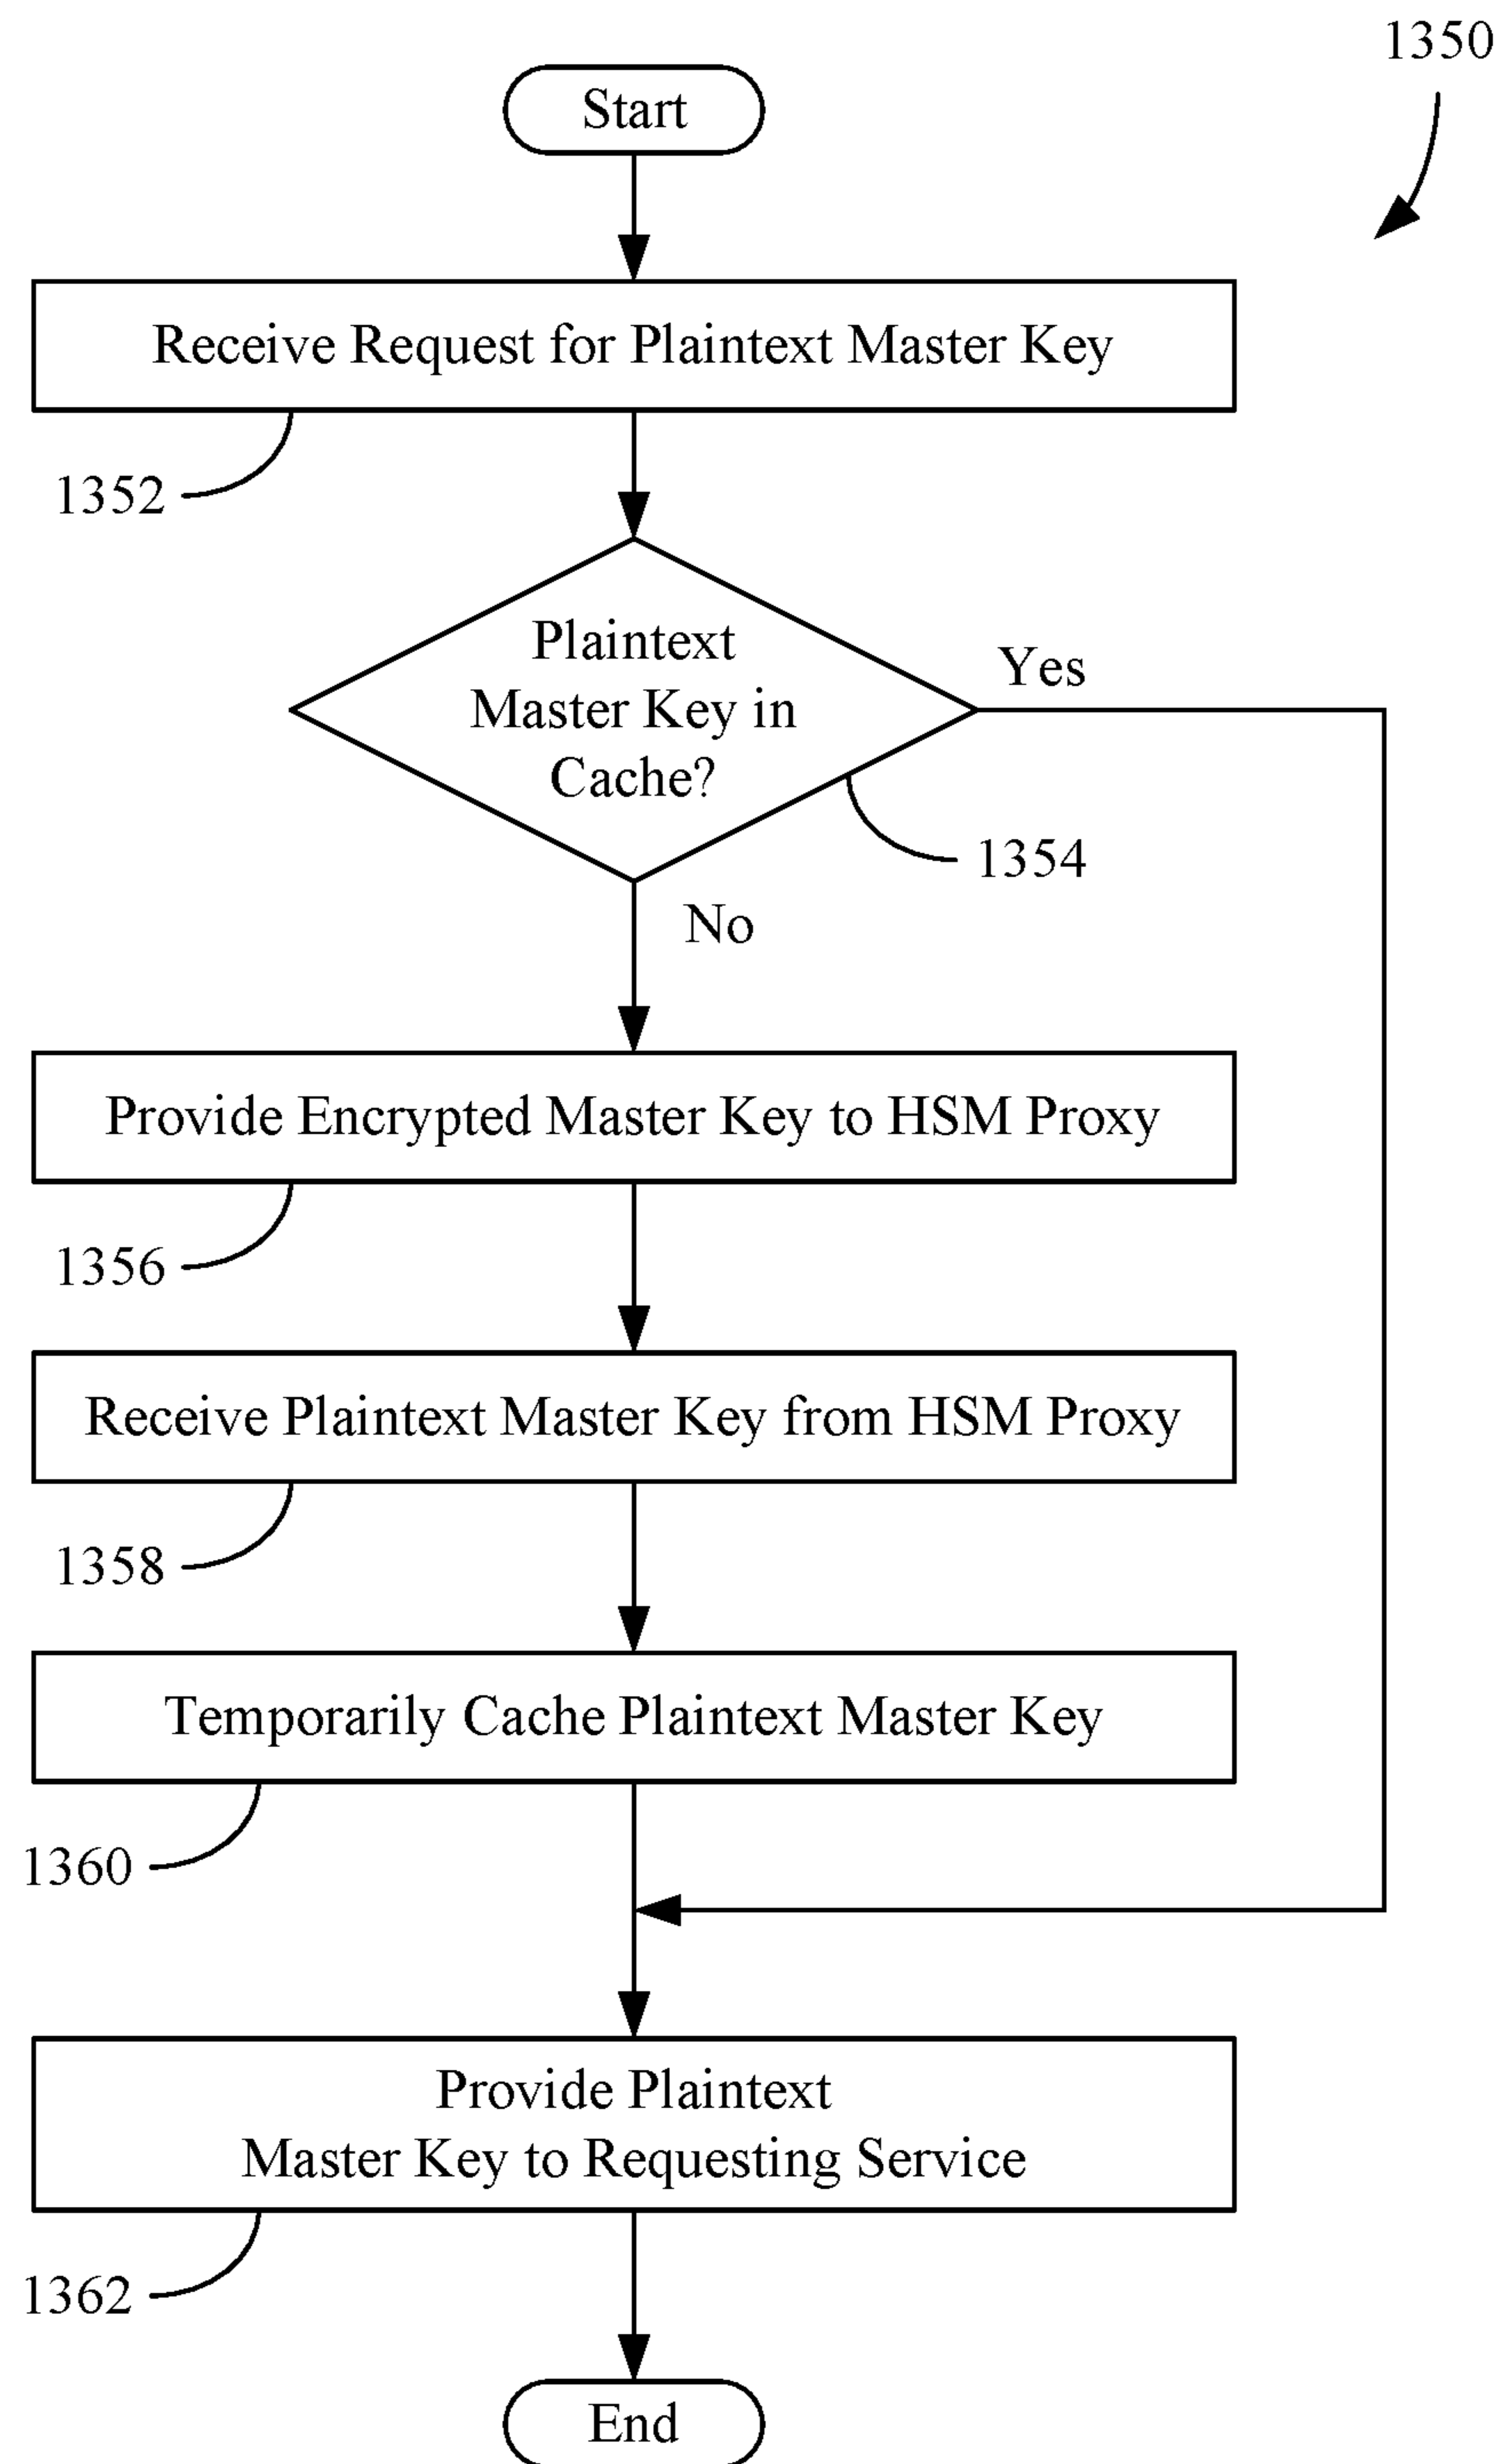 1350
Start
Receive Request for Plaintext Master Key
1352
Plaintext
Master Key in
Cache?
Yes
1354
No
Provide Encrypted Master Key to HSM Proxy
1356
Receive Plaintext Master Key from HSM Proxy
1358
Temporarily Cache Plaintext Master Key
1360
Provide Plaintext
Master Key to Requesting Service
1362
End